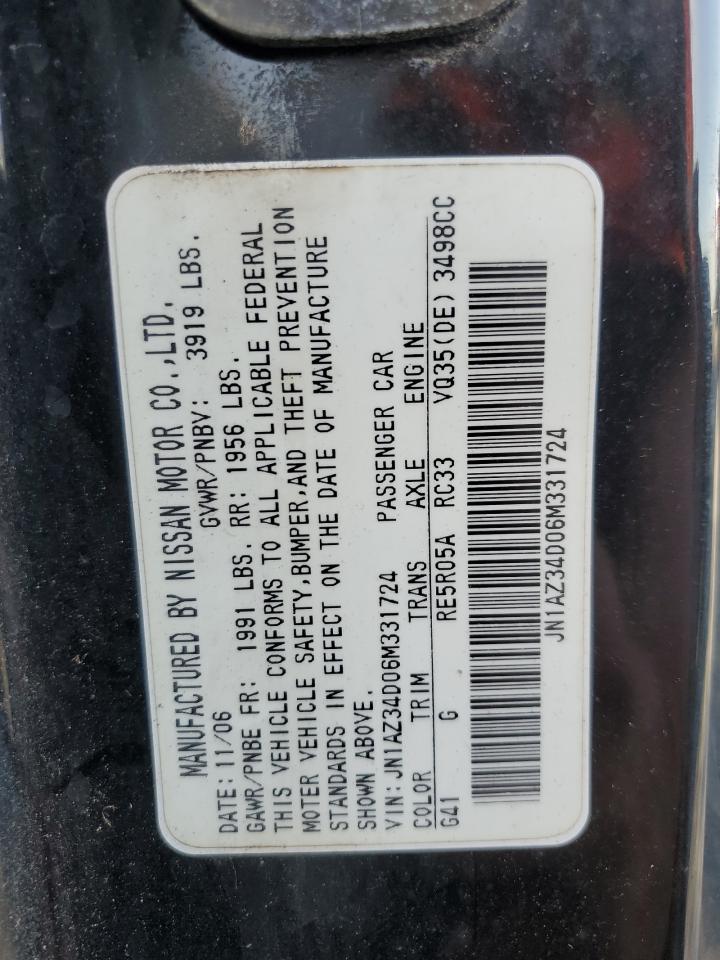 MANUFACTURED BY NISSAN MOTOR CO.,LTD.
DATE: 11/06 GVWR/PNBV: 3919 LBS.
GAWR/PNBE FR: 1991 LBS. RR: 1956 LBS.
THIS VEHICLE CONFORMS TO ALL APPLICABLE FEDERAL
MOTER VEHICLE SAFETY,BUMPER,AND THEFT PREVENTION
STANDARDS IN EFFECT ON THE DATE OF MANUFACTURE
SHOWN ABOVE.
VIN:JN1AZ34D06M331724 PASSENGER CAR
COLOR TRIM TRANS AXLE ENGINE
G41 G RE5R05A RC33 VQ35(DE) 3498CC
JN1AZ34D06M331724